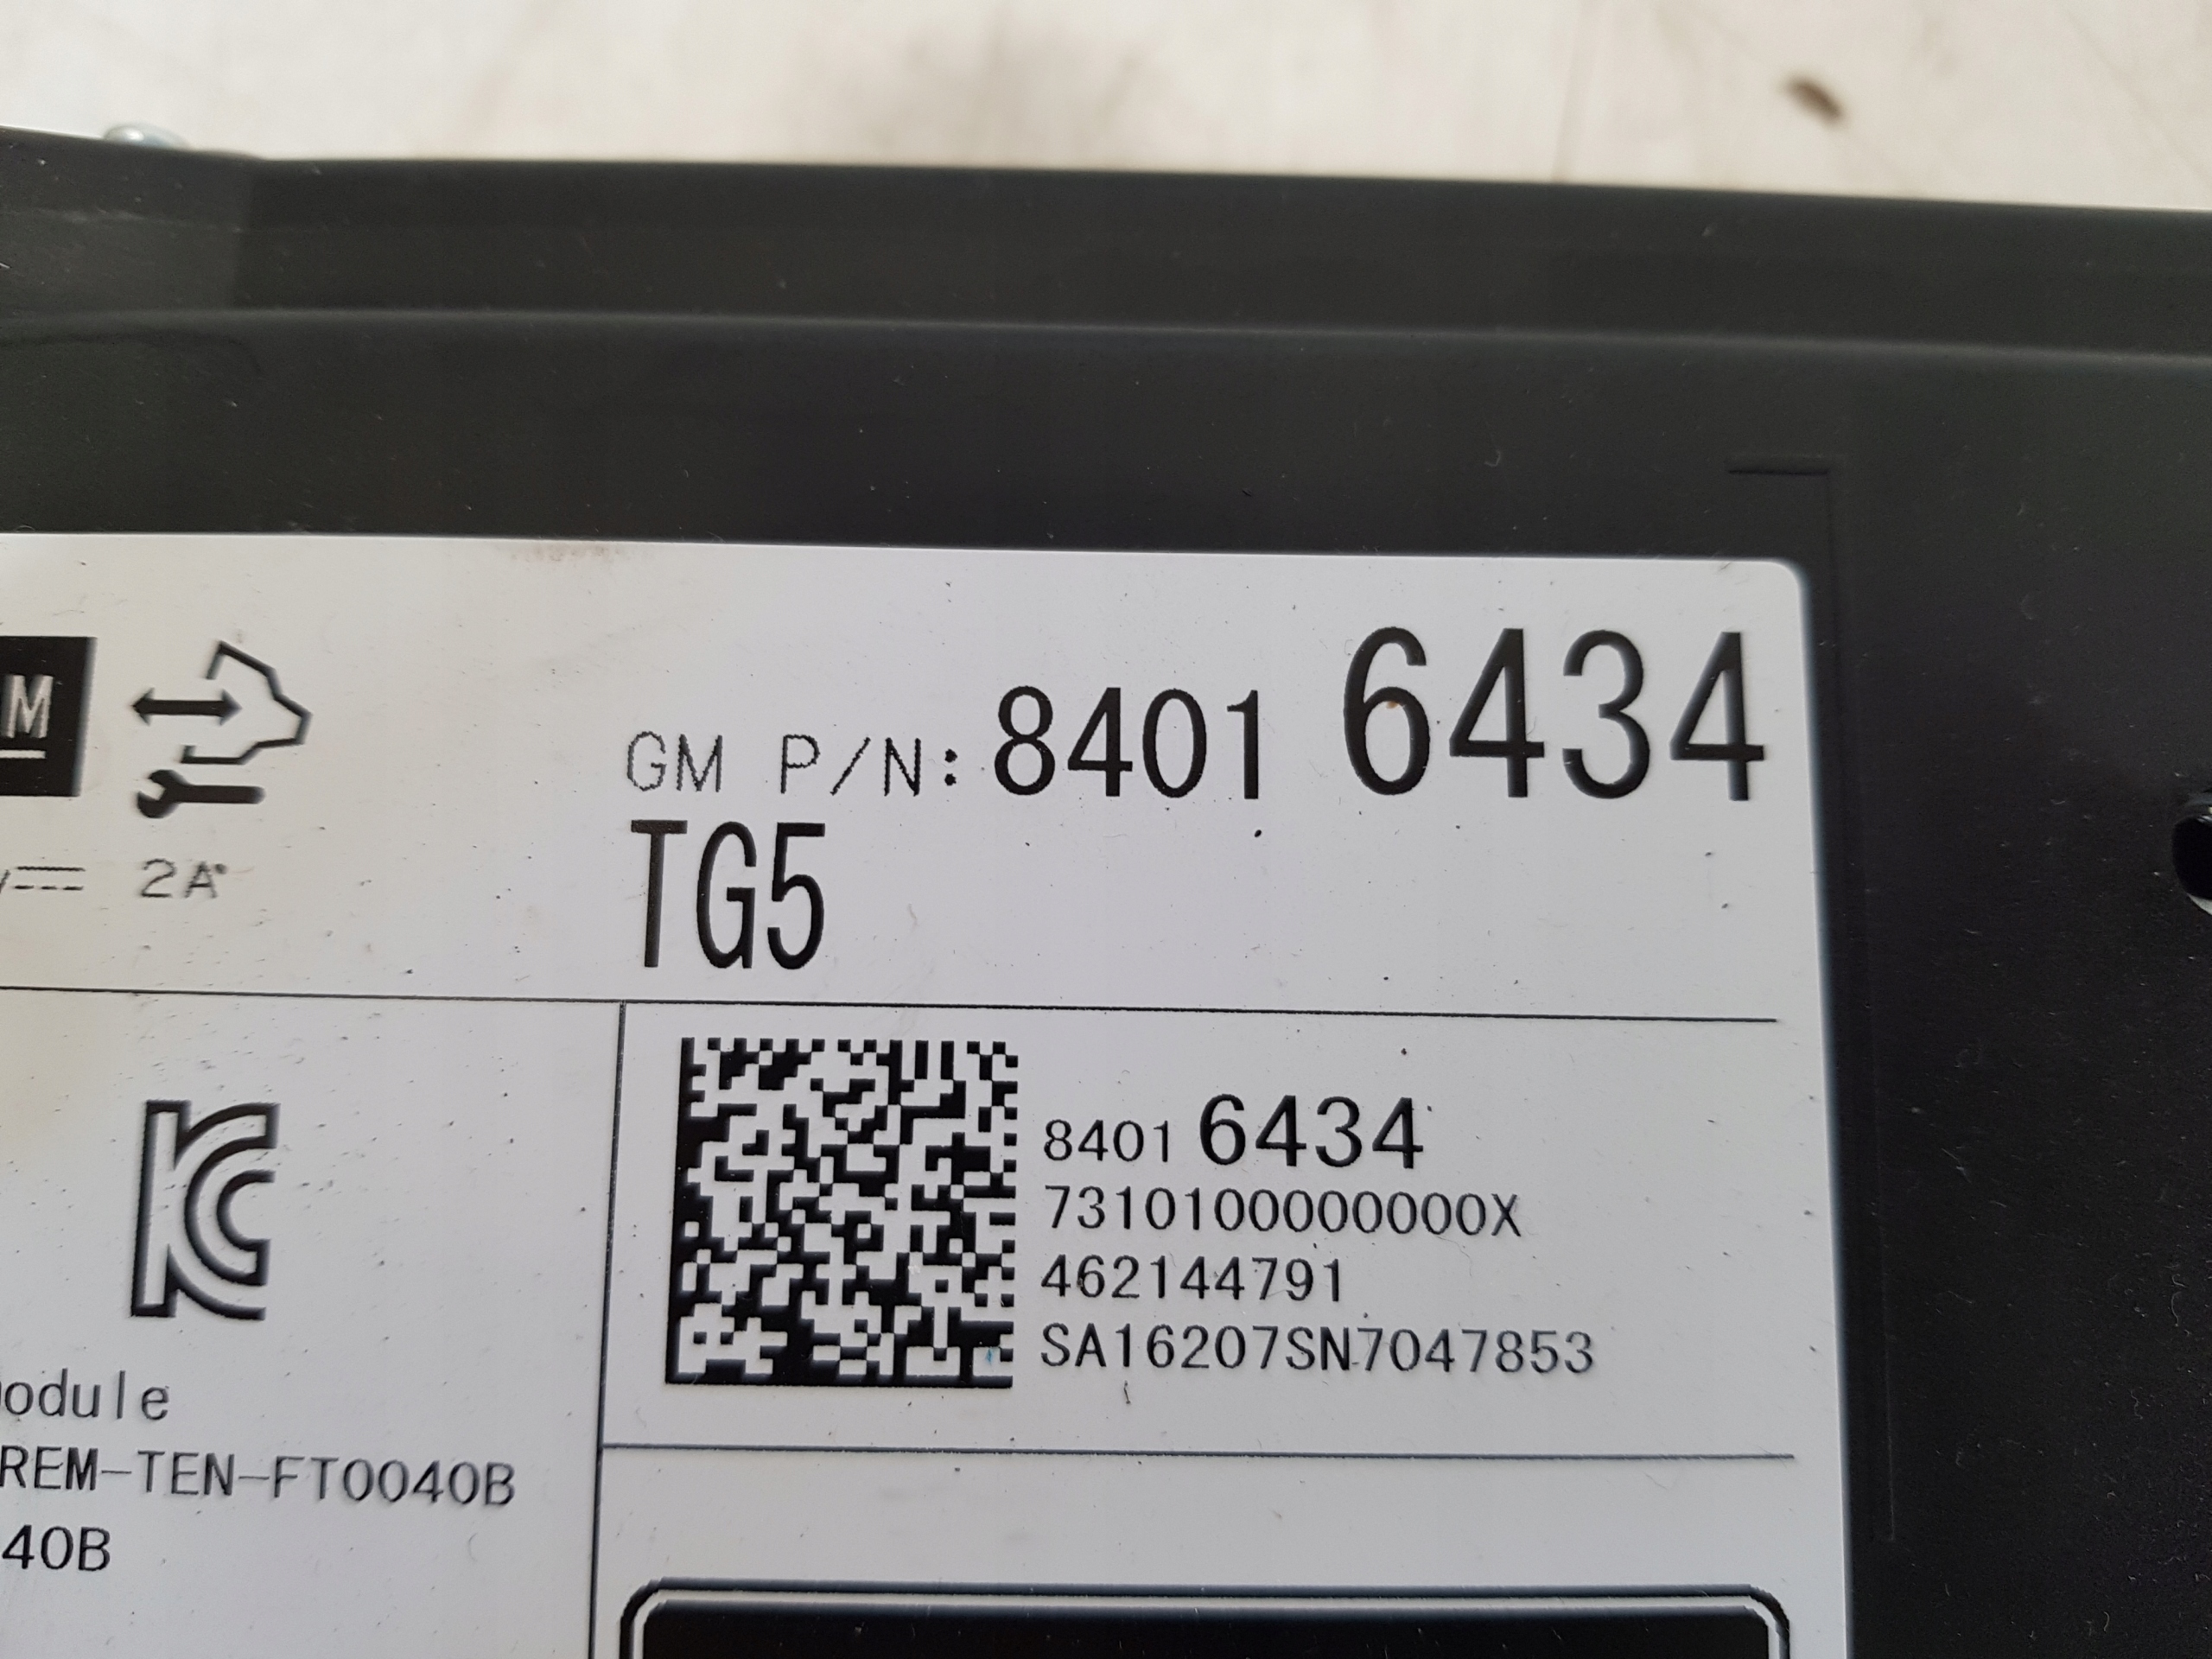 M
GM P/N: 8401 6434
2A
TG5
8401 6434
7310100000000X
462144791
SA16207SN7047853
odule
REM-TEN-FT0040B
40B